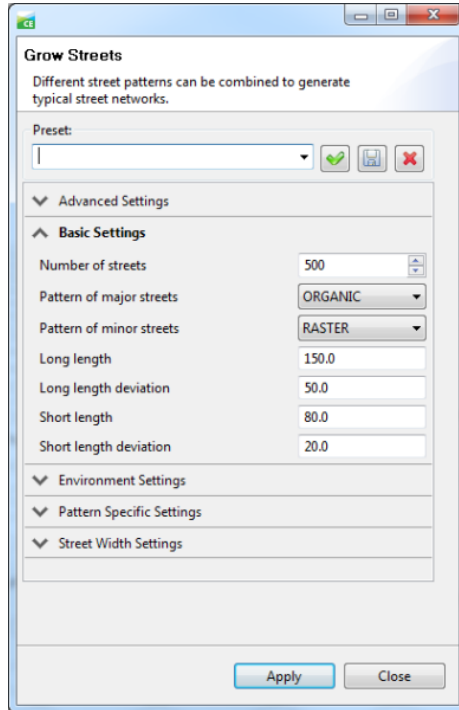 CE
Grow Streets
Different street patterns can be combined to generate
typical street networks.
Preset:
Advanced Settings
Basic Settings
Number of streets 500
Pattern of major streets ORGANIC
Pattern of minor streets RASTER
Long length 150.0
Long length deviation 50.0
Short length 80.0
Short length deviation 20.0
Environment Settings
Pattern Specific Settings
Street Width Settings
Apply Close